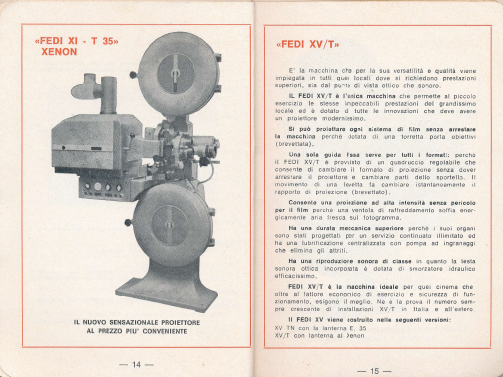 «FEDI XI - T 35»
XENON
IL NUOVO SENSAZIONALE PROIETTORE
AL PREZZO PIU' CONVENIENTE
— 14 —
«FEDI XV/T»
E' la macchina che per la sua versatilità e qualità viene
impiegata in tutti quei locali dove si richiedono prestazioni
superiori, sia dal punto di vista ottico che sonoro.
IL FEDI XV/T è l'unica macchina che permette al piccolo
esercizio le stesse impeccabili prestazioni del grandissimo
locale ed è dotato di tutte le innovazioni che deve avere
un proiettore modernissimo.
Si può proiettare ogni sistema di film senza arrestare
la macchina perchè dotata di una torretta porta obiettivi
(brevettata).
Una sola guida fissa serve per tutti i formati: perchè
il FEDI XV/T è provvisto di un quadruccio regolabile che
consente di cambiare il formato di proiezione senza dover
arrestare il proiettore e cambiare parti dello sportello. Il
movimento di una levetta fa cambiare istantaneamente il
rapporto di proiezione (brevettato).
Consente una proiezione ad alta intensità senza pericolo
per il film perchè una ventola di raffreddamento soffia ener-
gicamente aria fresca sul fotogramma.
Ha una durata meccanica superiore perchè i suoi organi
sono stati progettati per un servizio continuato illimitato ed
ha una lubrificazione centralizzata con pompa ad ingranaggi
che elimina gli attriti.
Ha una riproduzione sonora di classe in quanto la testa
sonora ottica incorporata è dotata di smorzatore idraulico
efficacissimo.
FEDI XV/T è la macchina ideale per quei cinema che
oltre al fattore economico di esercizio e sicurezza di fun-
zionamento, esigono il meglio. Ne è la prova il numero sem-
pre crescente di installazioni XV/T in Italia e all'estero.
Il FEDI XV viene costruito nelle seguenti versioni:
XV TN con la lanterna E. 35
XV/T con lanterna al Xenon
— 15 —